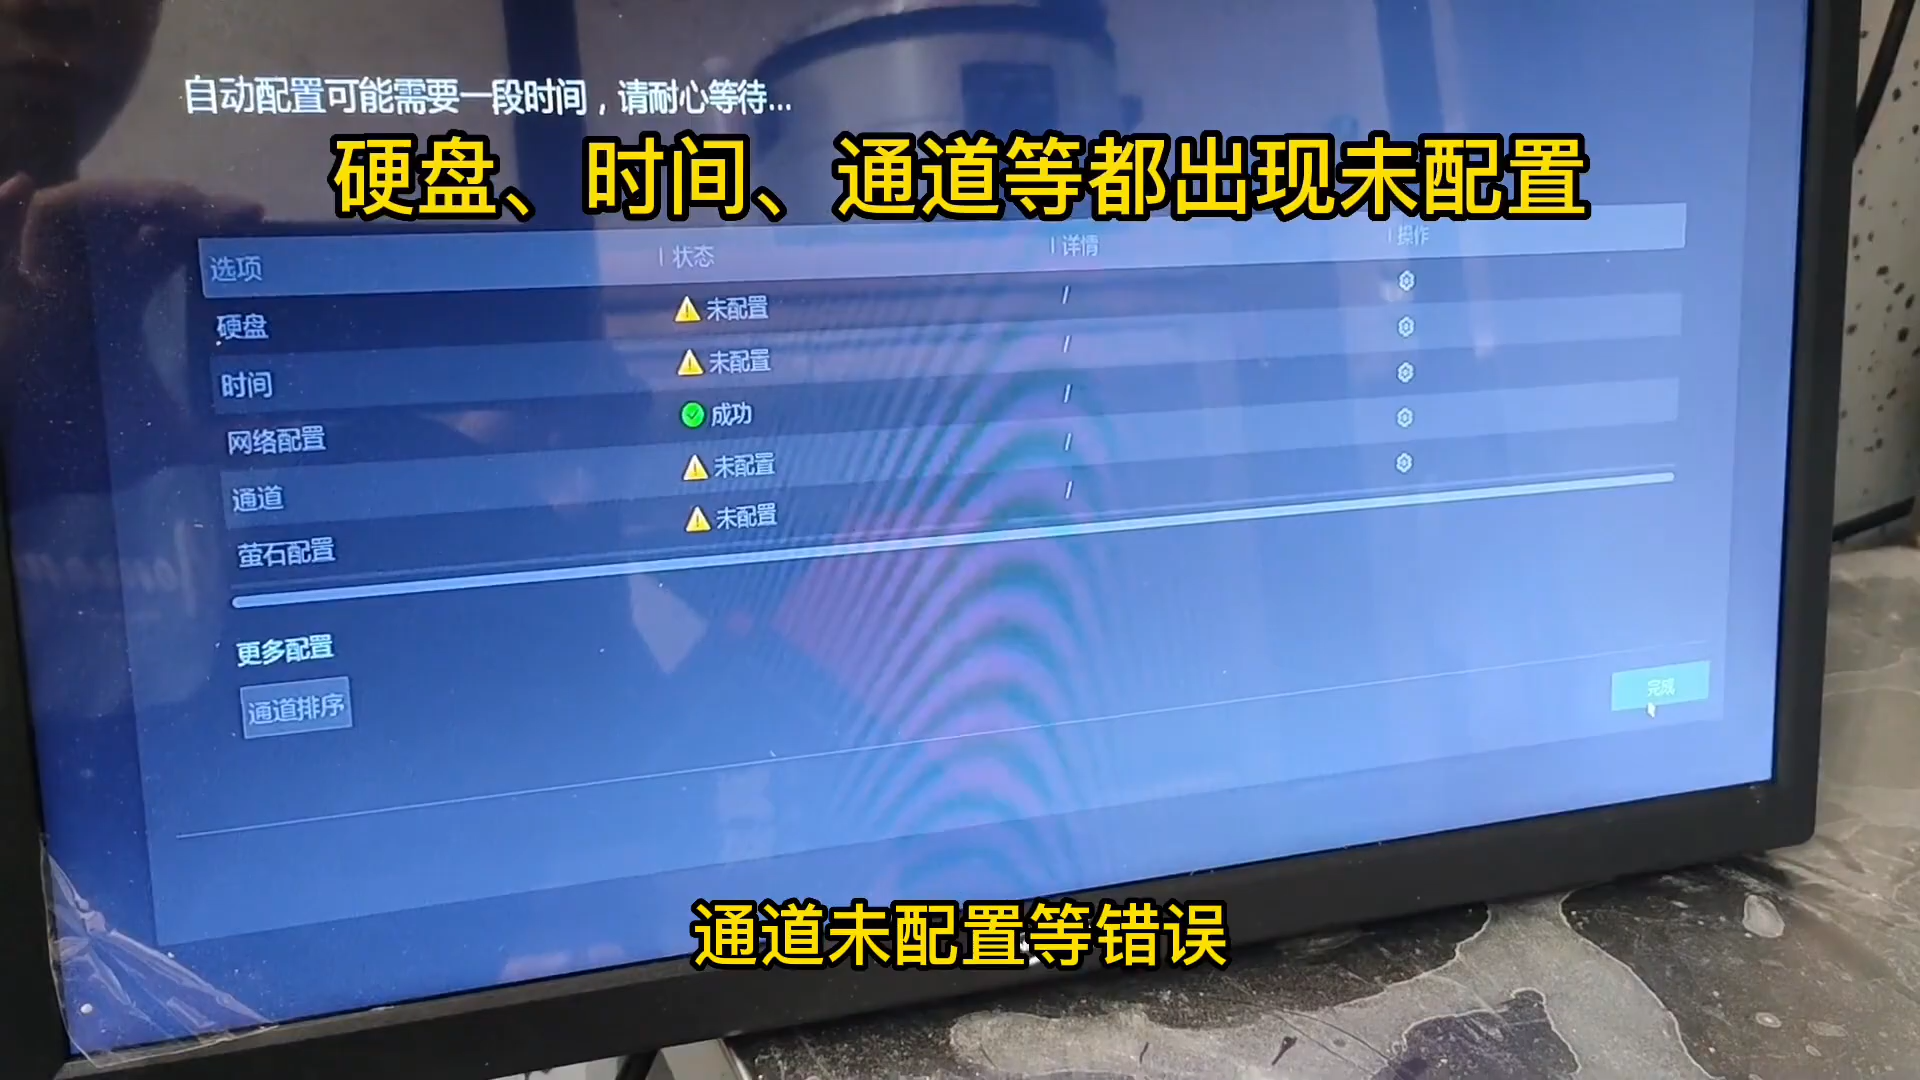 自动配置可能需要一段时间，请耐心等待...
硬盘、时间、通道等都出现未配置
选项 状态 详情 操作
硬盘 未配置 /
时间 未配置 /
网络配置 成功 /
通道 未配置 /
萤石配置 未配置 /
更多配置
通道排序
完成
通道未配置等错误